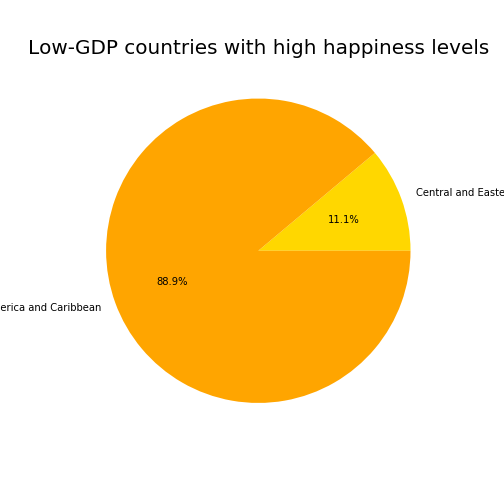 Low-GDP countries with high happiness levels
Central and Easte
11.1%
88.9%
erica and Caribbean